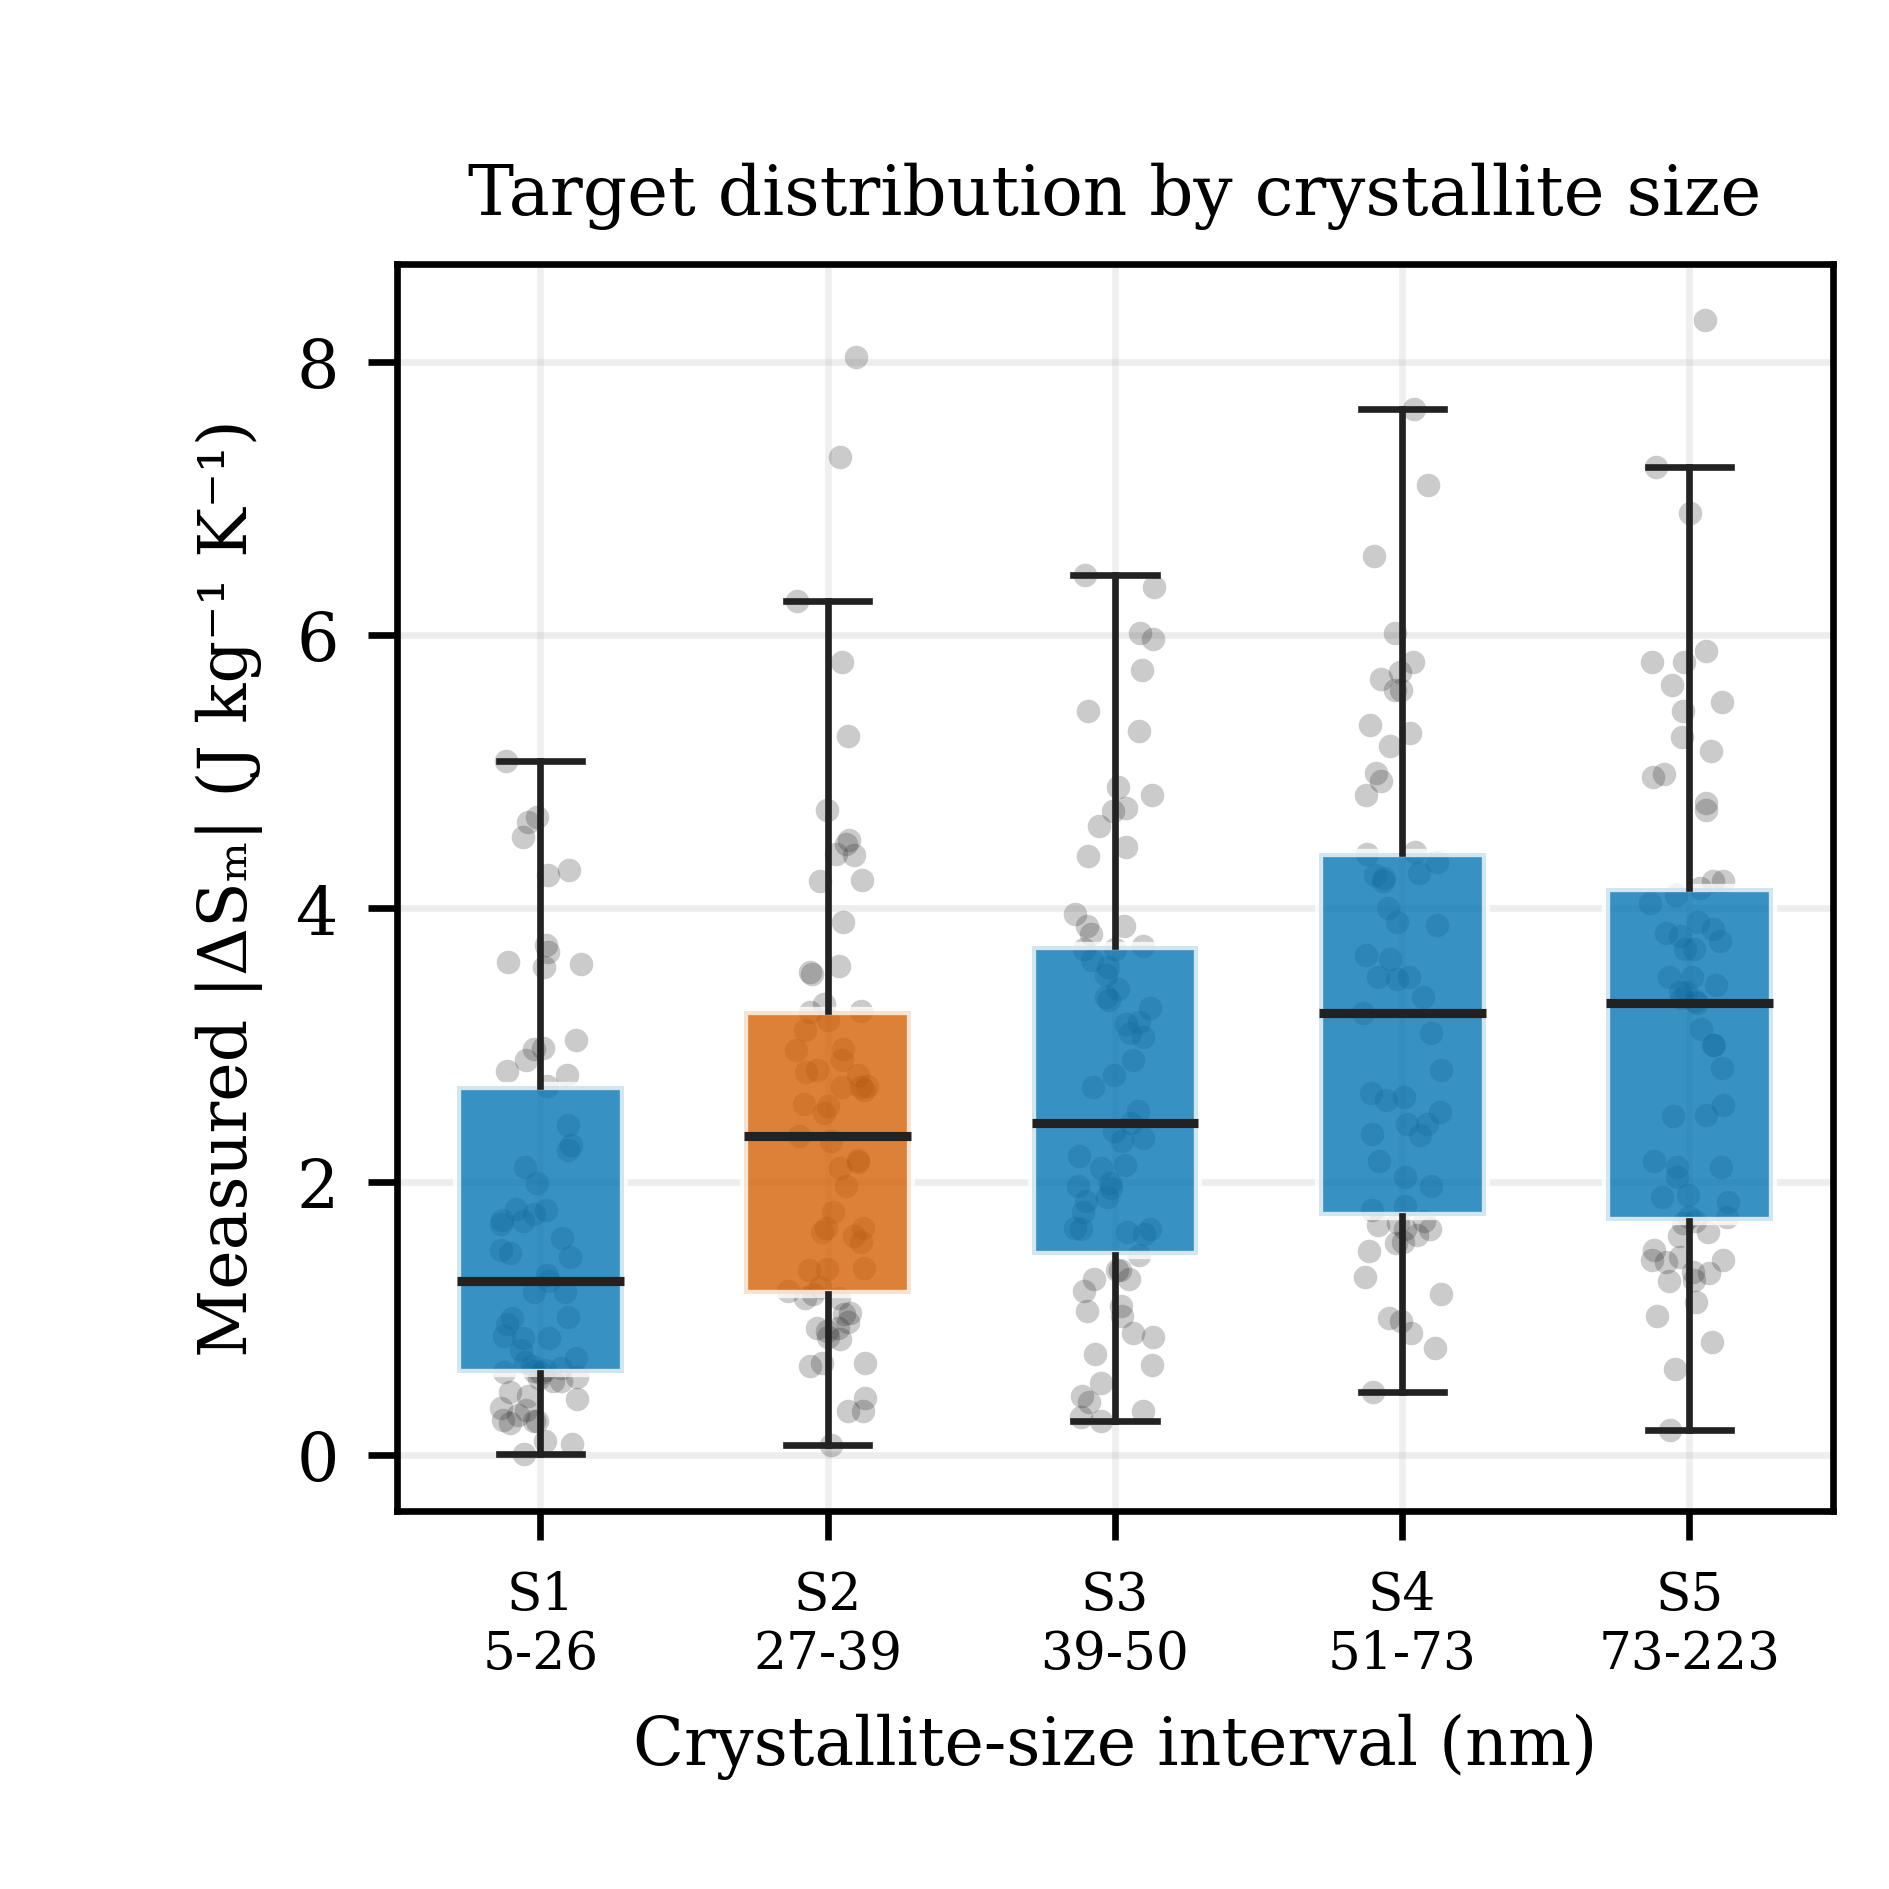 Target distribution by crystallite size
Measured |ΔSₘ| (J kg⁻¹ K⁻¹)
8
6
4
2
0
S1
5-26
S2
27-39
S3
39-50
S4
51-73
S5
73-223
Crystallite-size interval (nm)